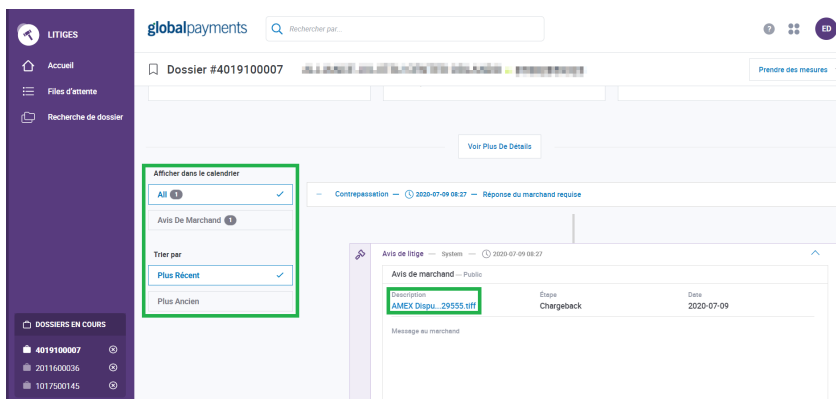 LITIGES
globalpayments
Rechercher par...
?
ED
Accueil
Files d'attente
Recherche de dossier
Dossier #4019100007
Prendre des mesures
Voir Plus De Détails
Afficher dans le calendrier
All 1
Avis De Marchand 1
Trier par
Plus Récent
Plus Ancien
Contrepassation — 2020-07-09 08:27 — Réponse du marchand requise
Avis de litige — System — 2020-07-09 08:27
Avis de marchand — Public
Description Étape Date
AMEX Dispu...29555.tiff Chargeback 2020-07-09
Message au marchand
DOSSIERS EN COURS
4019100007
2011600036
1017500145